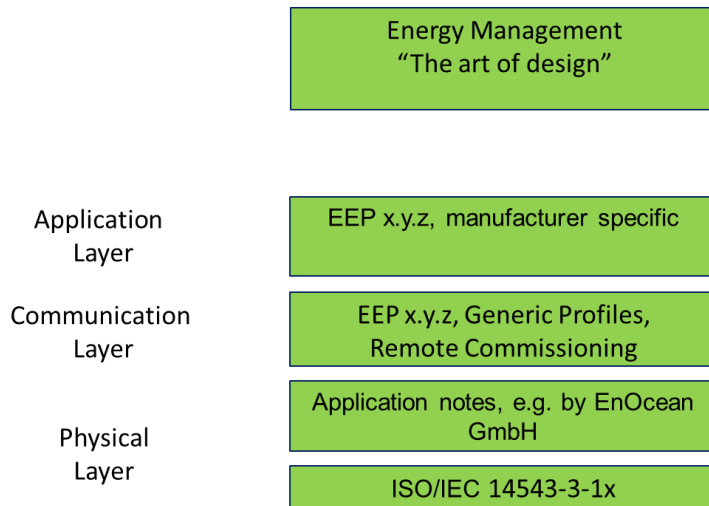 Energy Management
“The art of design”
Application
Layer
EEP x.y.z, manufacturer specific
Communication
Layer
EEP x.y.z, Generic Profiles,
Remote Commissioning
Physical
Layer
Application notes, e.g. by EnOcean
GmbH
ISO/IEC 14543-3-1x